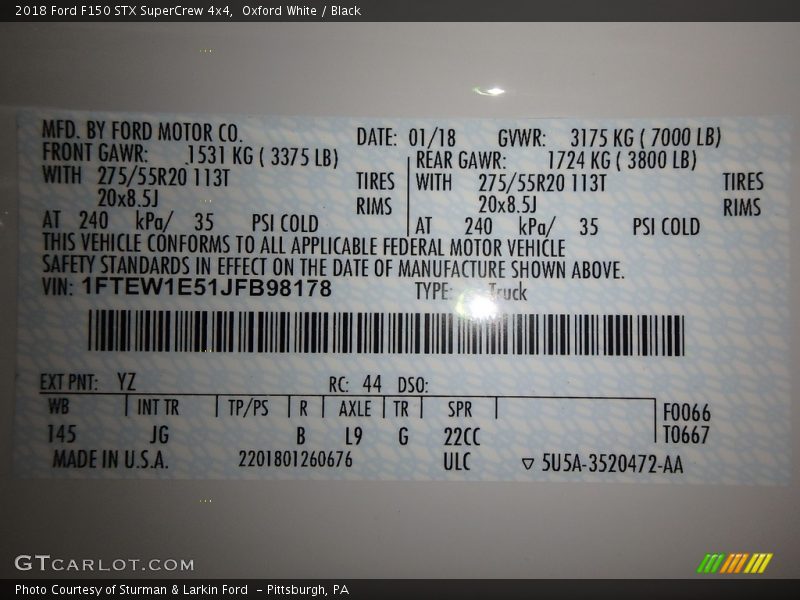 2018 Ford F150 STX SuperCrew 4x4,  Oxford White / Black
MFD. BY FORD MOTOR CO. DATE: 01/18 GVWR: 3175 KG ( 7000 LB)
FRONT GAWR: 1531 KG ( 3375 LB) REAR GAWR: 1724 KG ( 3800 LB)
WITH 275/55R20 113T TIRES WITH 275/55R20 113T TIRES
20x8.5J RIMS 20x8.5J RIMS
AT 240 kPa/ 35 PSI COLD AT 240 kPa/ 35 PSI COLD
THIS VEHICLE CONFORMS TO ALL APPLICABLE FEDERAL MOTOR VEHICLE
SAFETY STANDARDS IN EFFECT ON THE DATE OF MANUFACTURE SHOWN ABOVE.
VIN: 1FTEW1E51JFB98178 TYPE: Truck
EXT PNT: YZ RC: 44 DSO:
WB INT TR TP/PS R AXLE TR SPR F0066
145 JG B L9 G 22CC T0667
MADE IN U.S.A. 2201801260676 ULC ▽ 5U5A-3520472-AA
GTCARLOT.COM
Photo Courtesy of Sturman & Larkin Ford  - Pittsburgh, PA